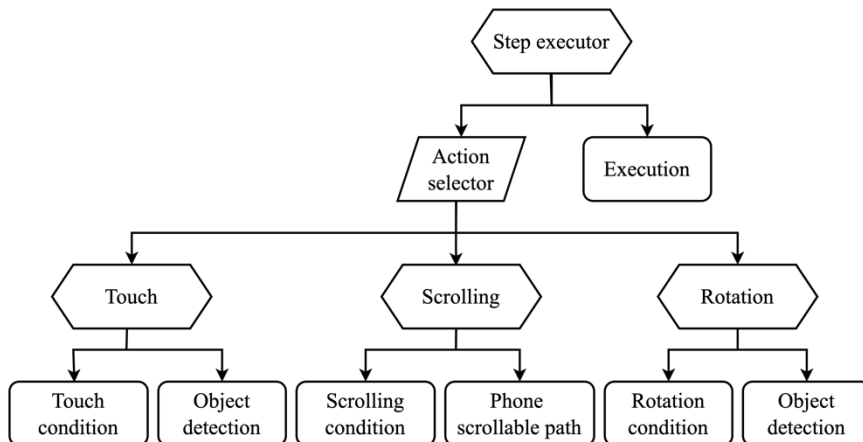 Step executor
Action
selector
Execution
Touch
Scrolling
Rotation
Touch
condition
Object
detection
Scrolling
condition
Phone
scrollable path
Rotation
condition
Object
detection